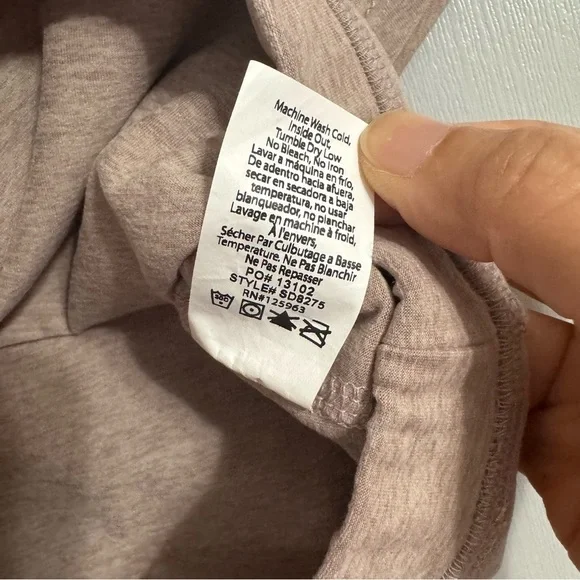 Machine Wash Cold,
Inside Out,
Tumble Dry Low
No Bleach, No Iron
Lavar a máquina en frío,
De adentro hacia afuera,
secar en secadora a baja
temperatura, no usar
blanqueador, no planchar
Lavage en machine à froid,
À l'envers,
Sécher Par Culbutage a Basse
Temperature. Ne Pas Blanchir
Ne Pas Repasser
PO# 13102
STYLE# SD8275
RN#125963